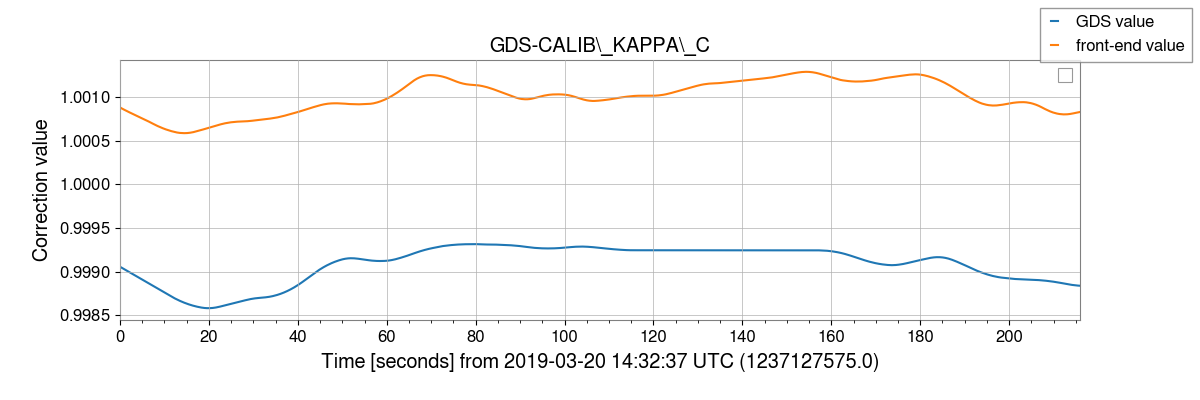 GDS value
front-end value
GDS-CALIB\_KAPPA\_C
Correction value
1.0010
1.0005
1.0000
0.9995
0.9990
0.9985
0 20 40 60 80 100 120 140 160 180 200
Time [seconds] from 2019-03-20 14:32:37 UTC (1237127575.0)